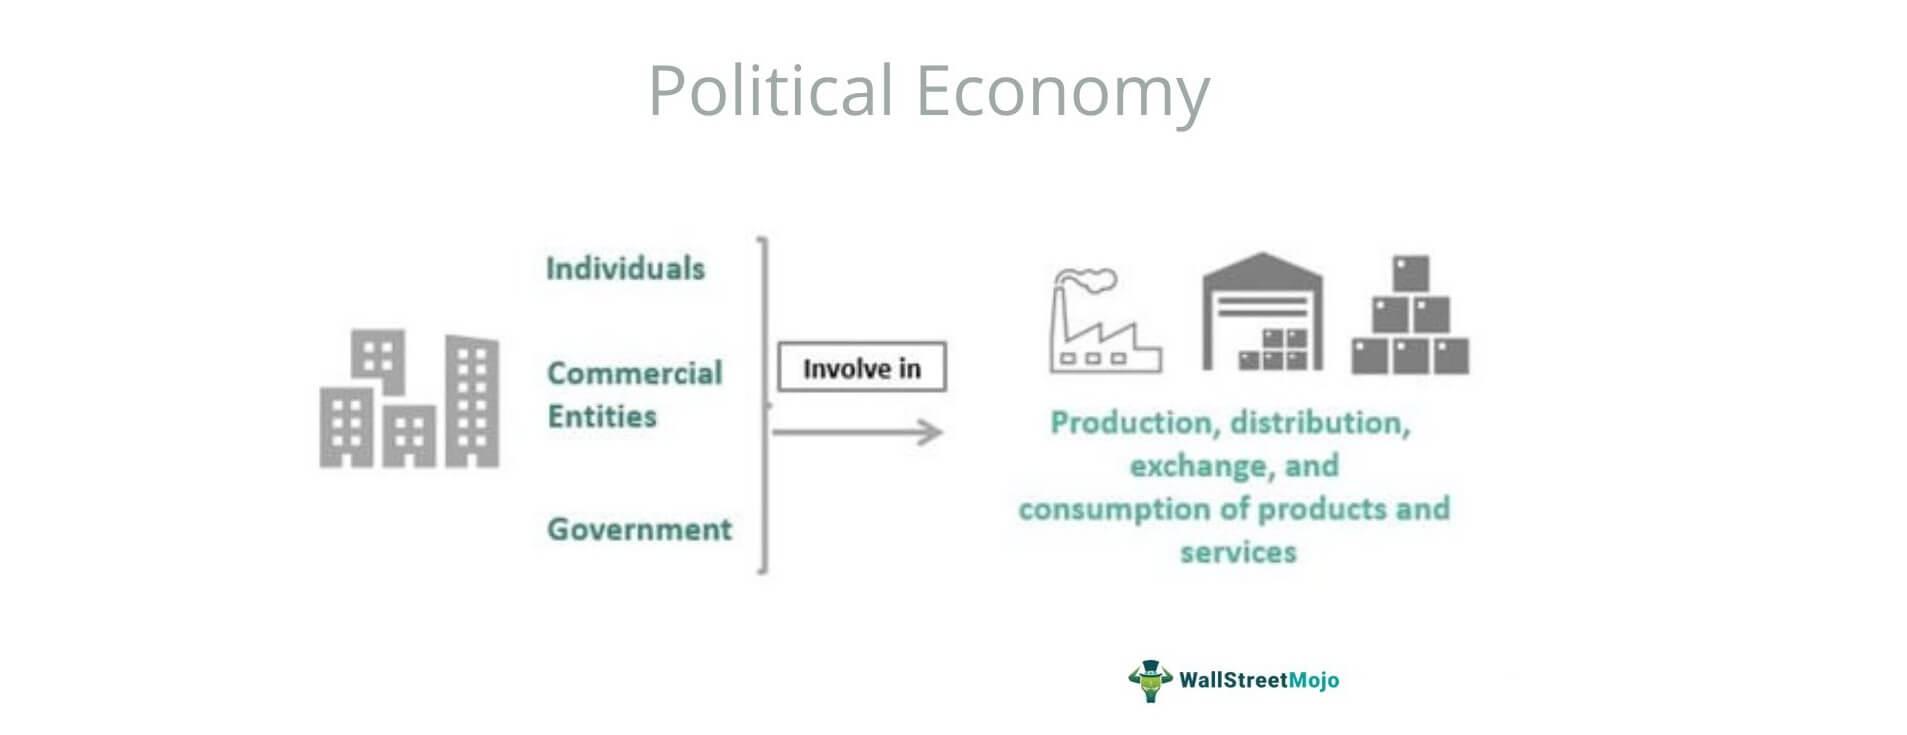 Political Economy
Individuals
Commercial
Entities
Government
Involve in
Production, distribution,
exchange, and
consumption of products and
services
WallStreetMojo